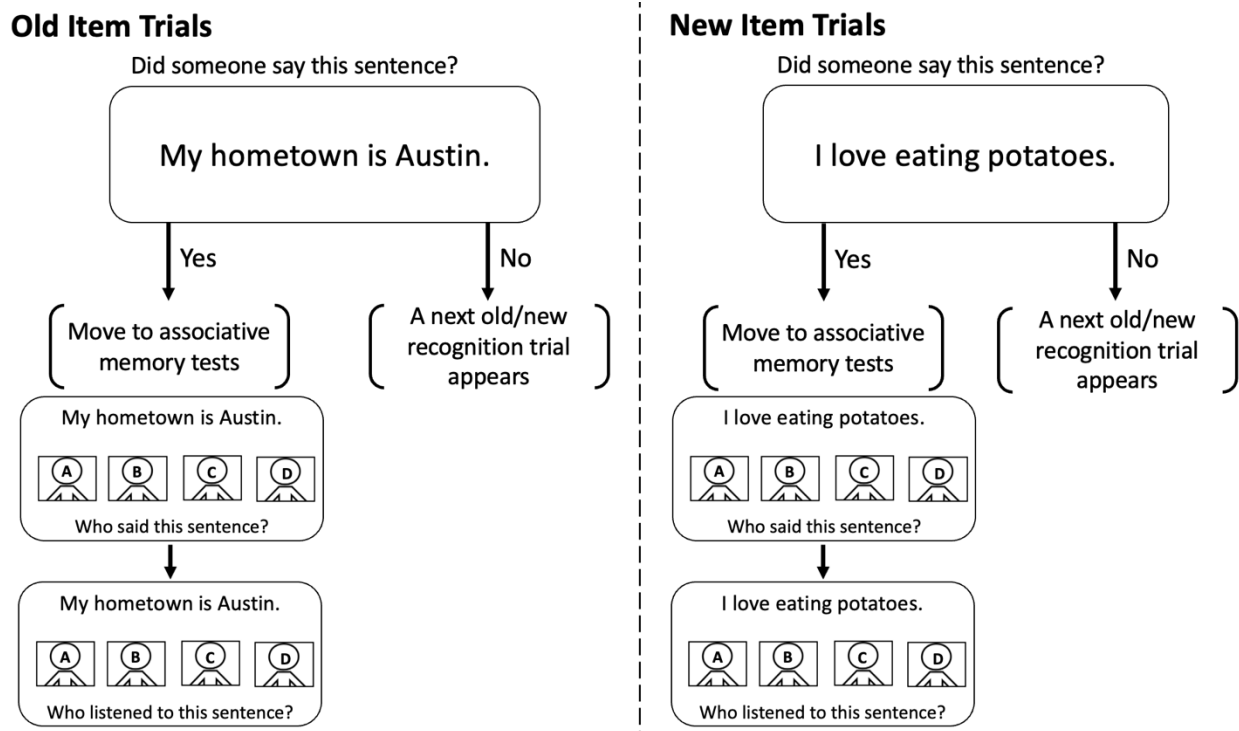 Old Item Trials
Did someone say this sentence?
My hometown is Austin.
Yes
No
Move to associative
memory tests
A next old/new
recognition trial
appears
My hometown is Austin.
A B C D
Who said this sentence?
My hometown is Austin.
A B C D
Who listened to this sentence?
New Item Trials
Did someone say this sentence?
I love eating potatoes.
Yes
No
Move to associative
memory tests
A next old/new
recognition trial
appears
I love eating potatoes.
A B C D
Who said this sentence?
I love eating potatoes.
A B C D
Who listened to this sentence?